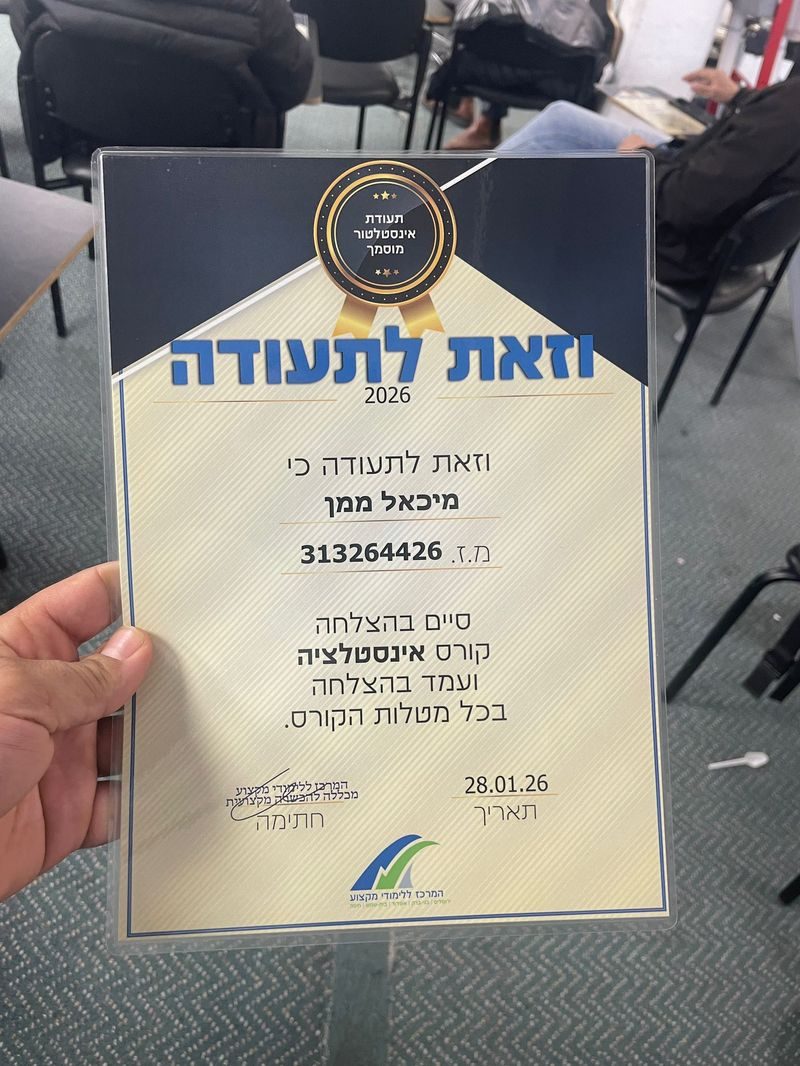 תעודת
אינסטלטור
מוסמך
וזאת לתעודה
2026
וזאת לתעודה כי
מיכאל ממן
מ.ז. 313264426
סיים בהצלחה
קורס אינסטלציה
ועמד בהצלחה
בכל מטלות הקורס.
המרכז ללימודי מקצוע
מכללה להכשרה מקצועית
חתימה
28.01.26
תאריך
המרכז ללימודי מקצוע